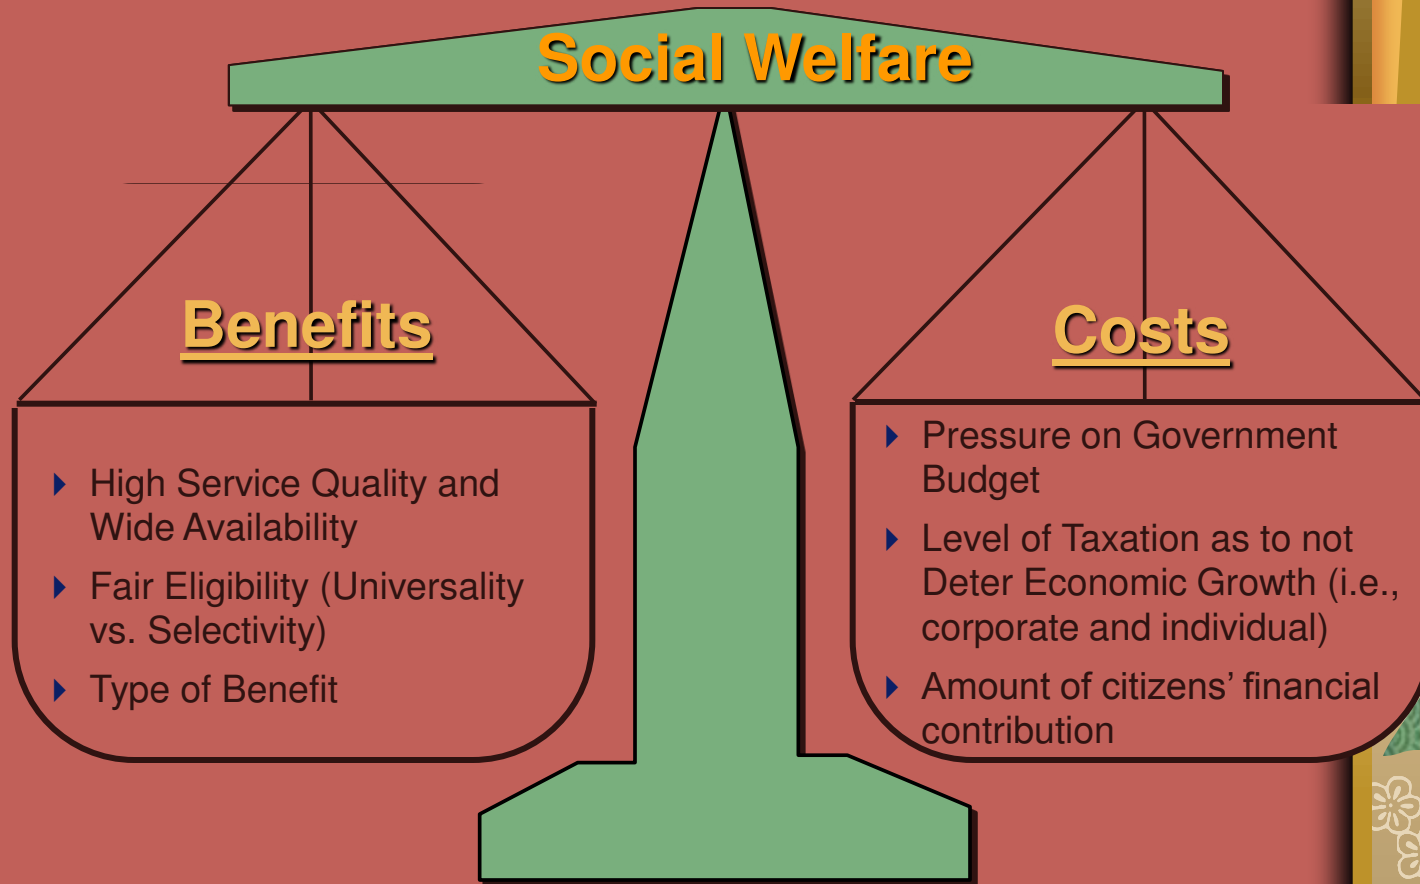 Social Welfare
Benefits
High Service Quality and
Wide Availability
Fair Eligibility (Universality
vs. Selectivity)
Type of Benefit
Costs
Pressure on Government
Budget
Level of Taxation as to not
Deter Economic Growth (i.e.,
corporate and individual)
Amount of citizens’ financial
contribution